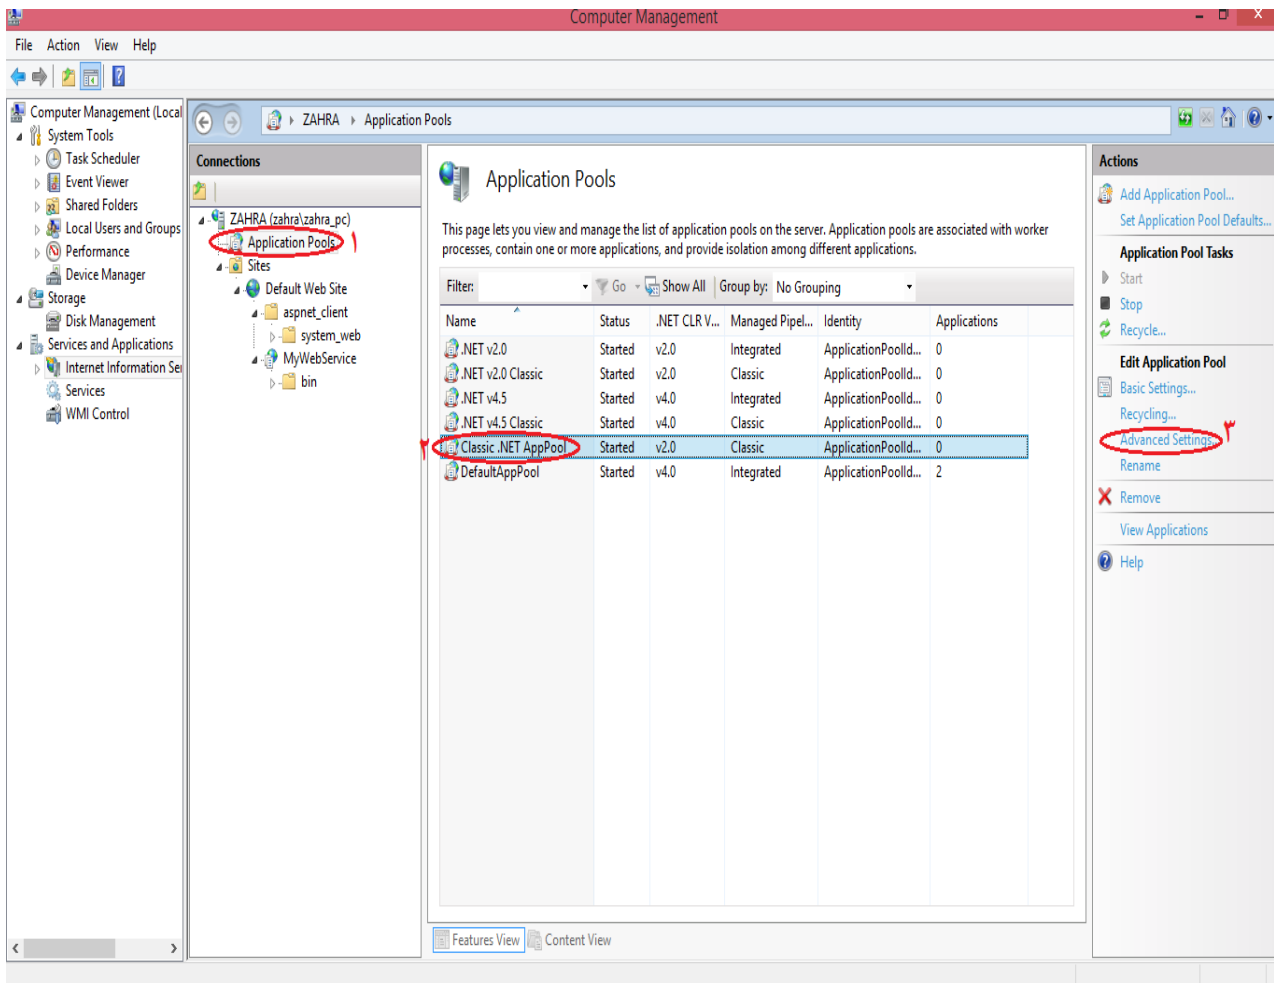 Computer Management
File Action View Help
Computer Management (Local
System Tools
Task Scheduler
Event Viewer
Shared Folders
Local Users and Groups
Performance
Device Manager
Storage
Disk Management
Services and Applications
Internet Information Ser
Services
WMI Control
ZAHRA Application Pools
Connections
ZAHRA (zahra\zahra_pc)
Application Pools ۱
Sites
Default Web Site
aspnet_client
system_web
MyWebService
bin
Application Pools
This page lets you view and manage the list of application pools on the server. Application pools are associated with worker
processes, contain one or more applications, and provide isolation among different applications.
Filter: Go Show All Group by: No Grouping
Name Status .NET CLR V... Managed Pipel... Identity Applications
.NET v2.0 Started v2.0 Integrated ApplicationPoolId... 0
.NET v2.0 Classic Started v2.0 Classic ApplicationPoolId... 0
.NET v4.5 Started v4.0 Integrated ApplicationPoolId... 0
.NET v4.5 Classic Started v4.0 Classic ApplicationPoolId... 0
۲ Classic .NET AppPool Started v2.0 Classic ApplicationPoolId... 0
DefaultAppPool Started v4.0 Integrated ApplicationPoolId... 2
Features View Content View
Actions
Add Application Pool...
Set Application Pool Defaults...
Application Pool Tasks
Start
Stop
Recycle...
Edit Application Pool
Basic Settings...
Recycling...
Advanced Settings... ۳
Rename
Remove
View Applications
Help